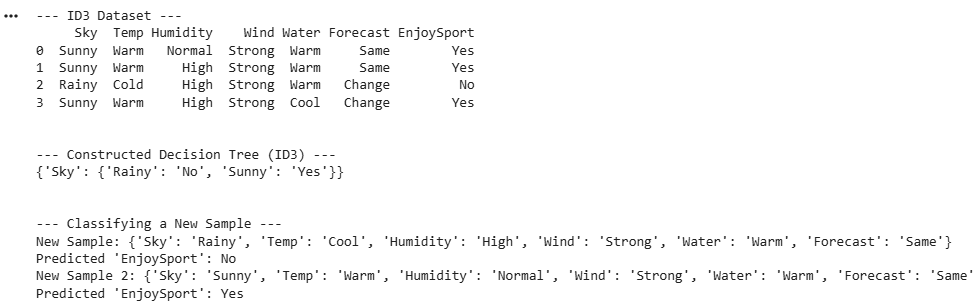 --- ID3 Dataset ---
Sky Temp Humidity Wind Water Forecast EnjoySport
0 Sunny Warm Normal Strong Warm Same Yes
1 Sunny Warm High Strong Warm Same Yes
2 Rainy Cold High Strong Warm Change No
3 Sunny Warm High Strong Cool Change Yes
--- Constructed Decision Tree (ID3) ---
{'Sky': {'Rainy': 'No', 'Sunny': 'Yes'}}
--- Classifying a New Sample ---
New Sample: {'Sky': 'Rainy', 'Temp': 'Cool', 'Humidity': 'High', 'Wind': 'Strong', 'Water': 'Warm', 'Forecast': 'Same'}
Predicted 'EnjoySport': No
New Sample 2: {'Sky': 'Sunny', 'Temp': 'Warm', 'Humidity': 'Normal', 'Wind': 'Strong', 'Water': 'Warm', 'Forecast': 'Same'
Predicted 'EnjoySport': Yes